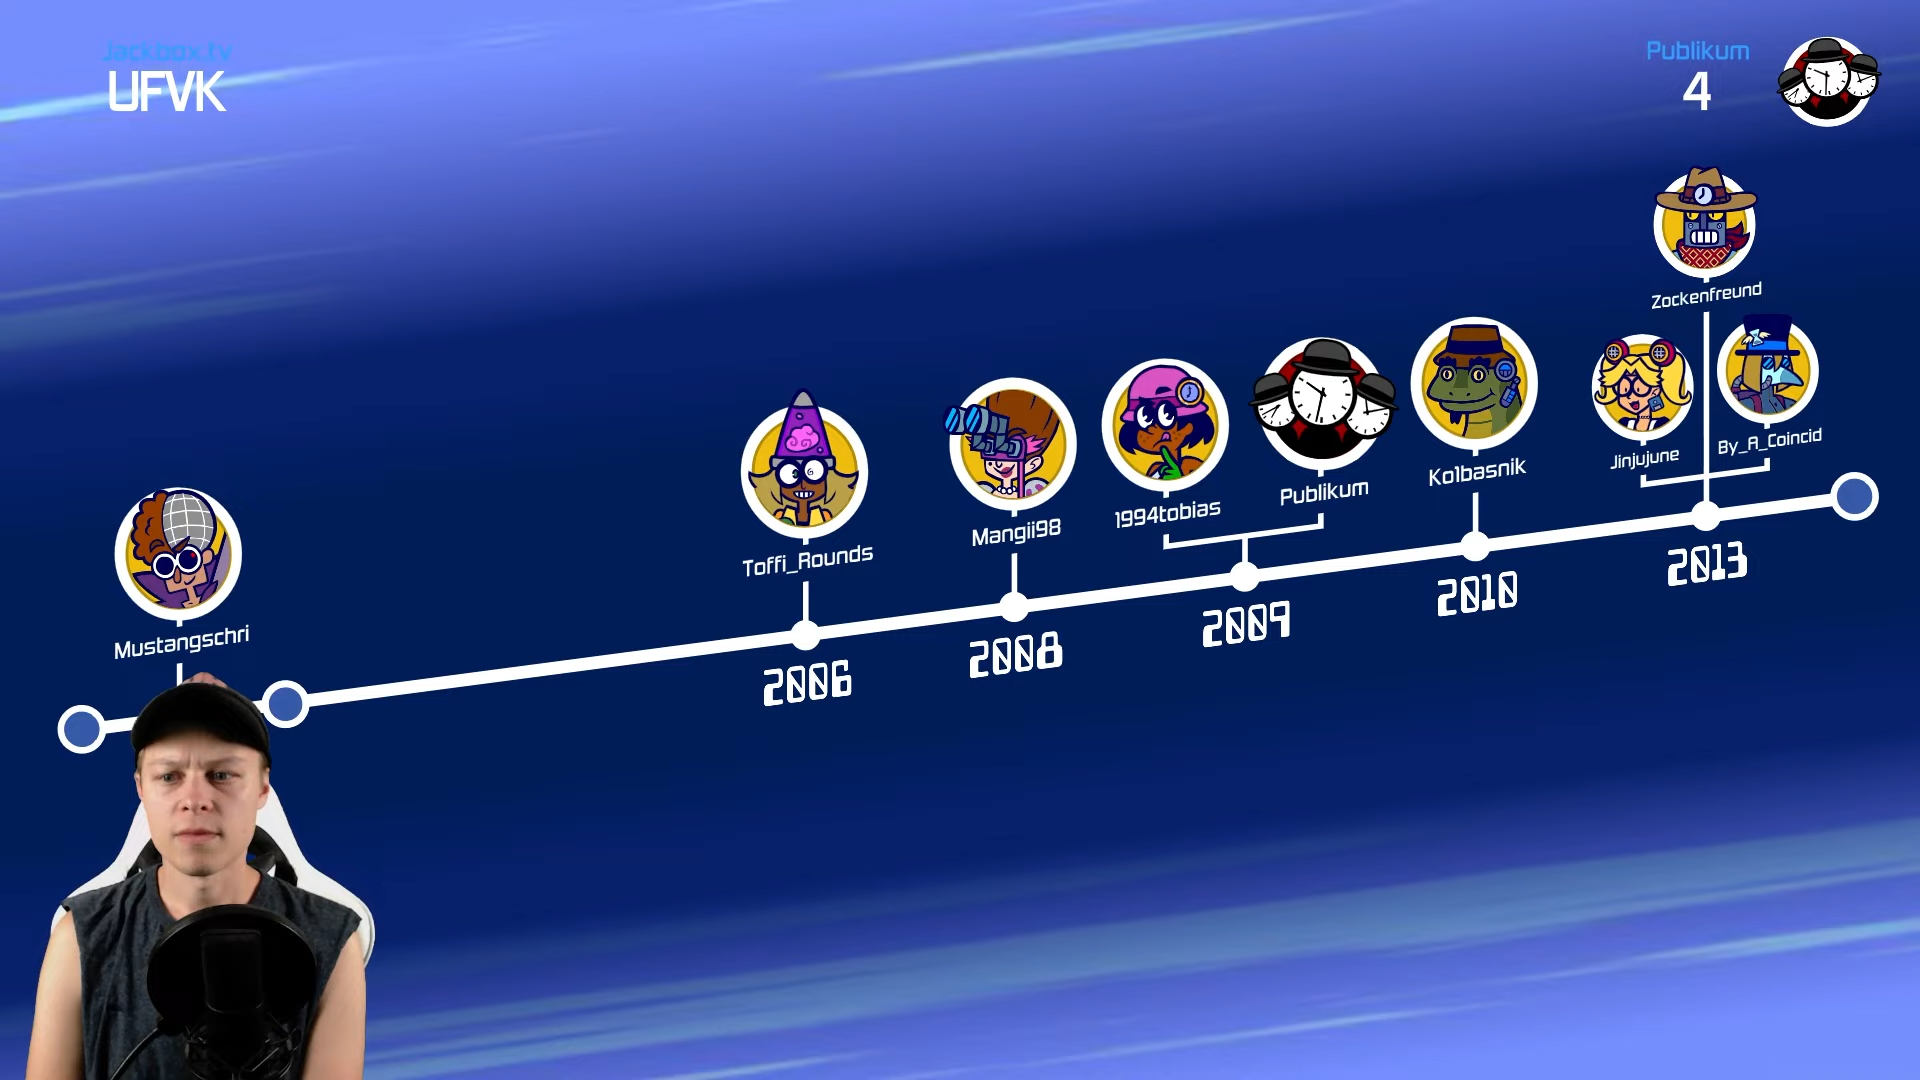 Jackbox.tv
UFVK
Publikum
4
Zockenfreund
Jinjujune
By_A_Coincid
Kolbasnik
Publikum
1994tobias
Mangii98
Toffi_Rounds
Mustangschri
2006
2008
2009
2010
2013